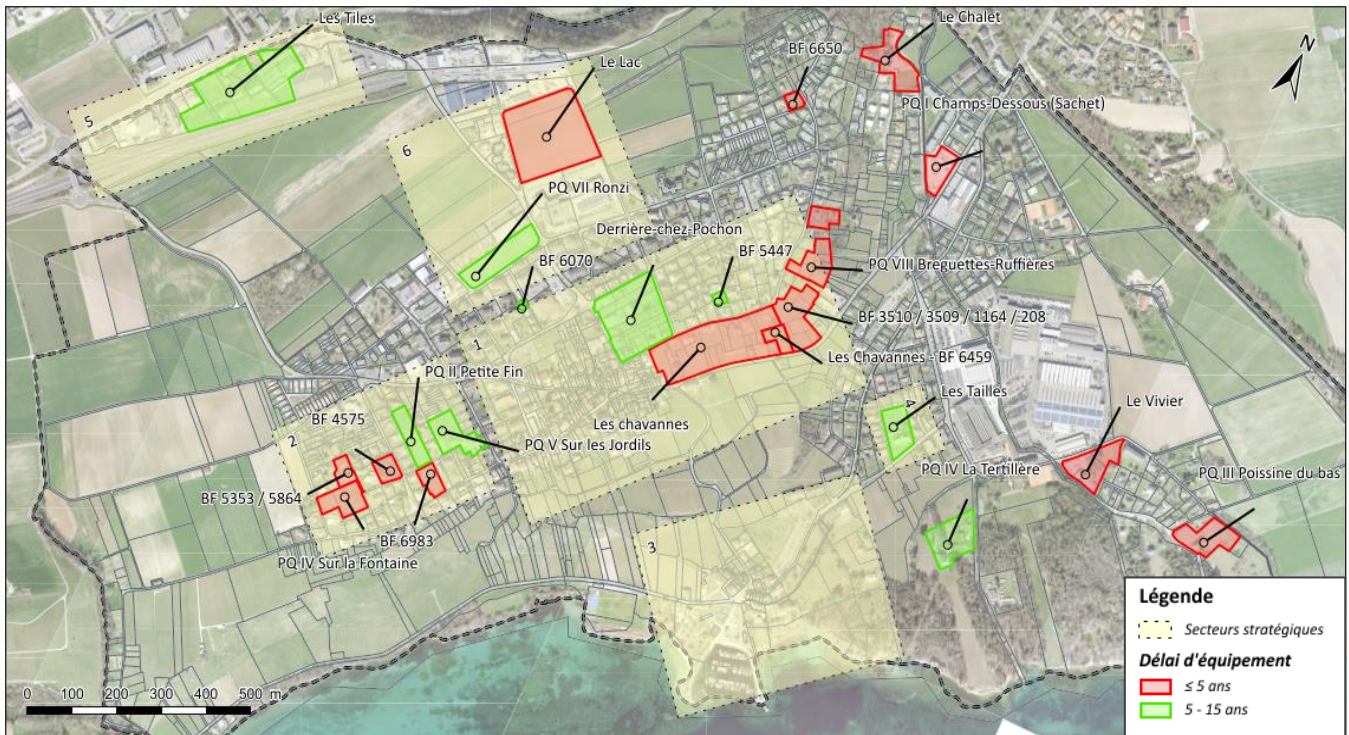 Les Tiles
Le Chalet
BF 6650
Le Lac
N
PQ I Champs-Dessous (Sachet)
5
6
PQ VII Ronzi
Derrière-chez-Pochon
BF 5447
BF 6070
PQ VIII Breguettes-Ruffières
BF 3510 / 3509 / 1164 / 208
1
Les Chavannes - BF 6459
PQ II Petite Fin
Les Tailles
4
Le Vivier
BF 4575
Les chavannes
2
PQ V Sur les Jordils
PQ IV La Tertillère
PQ III Poissine du bas
BF 5353 / 5864
BF 6983
PQ IV Sur la Fontaine
3
Légende
Secteurs stratégiques
Délai d'équipement
≤ 5 ans
5 - 15 ans
0 100 200 300 400 500 m